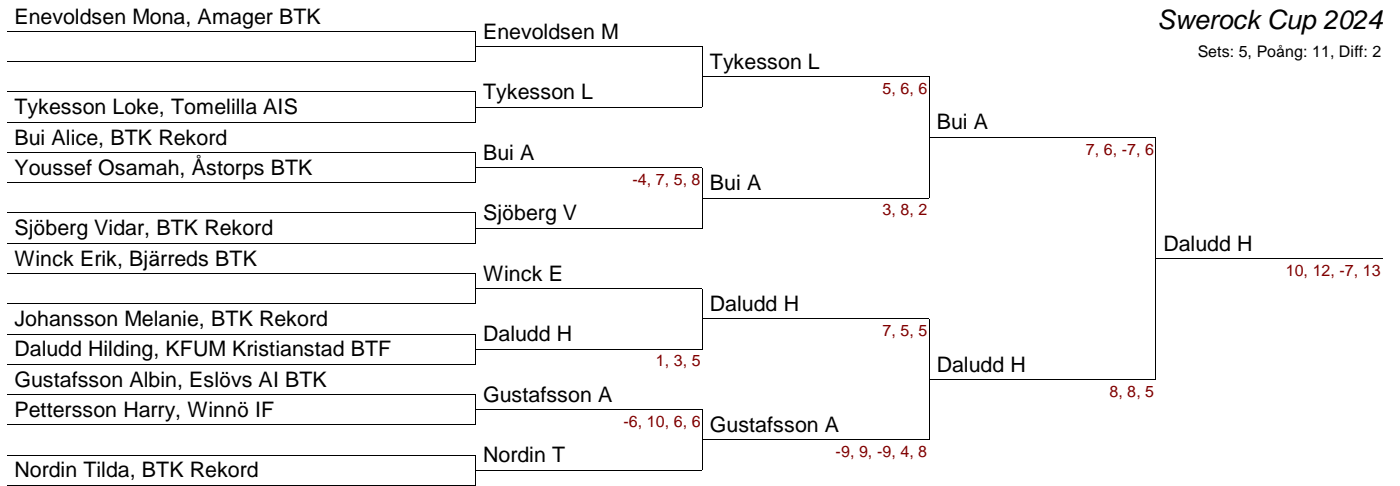 Enevoldsen Mona, Amager BTK
Swerock Cup 2024
Enevoldsen M
Sets: 5, Poång: 11, Diff: 2
Tykesson L
Tykesson L
5, 6, 6
Tykesson Loke, Tomelilla AIS
Bui A
Bui Alice, BTK Rekord
7, 6, -7, 6
Bui A
Youssef Osamah, Åstorps BTK
-4, 7, 5, 8
Bui A
Sjöberg V
3, 8, 2
Sjöberg Vidar, BTK Rekord
Daludd H
Winck Erik, Bjärreds BTK
10, 12, -7, 13
Winck E
Daludd H
Johansson Melanie, BTK Rekord
7, 5, 5
Daludd H
Daludd Hilding, KFUM Kristianstad BTF
1, 3, 5
Daludd H
Gustafsson Albin, Eslövs AI BTK
8, 8, 5
Gustafsson A
Pettersson Harry, Winnö IF
-6, 10, 6, 6
Gustafsson A
-9, 9, -9, 4, 8
Nordin T
Nordin Tilda, BTK Rekord